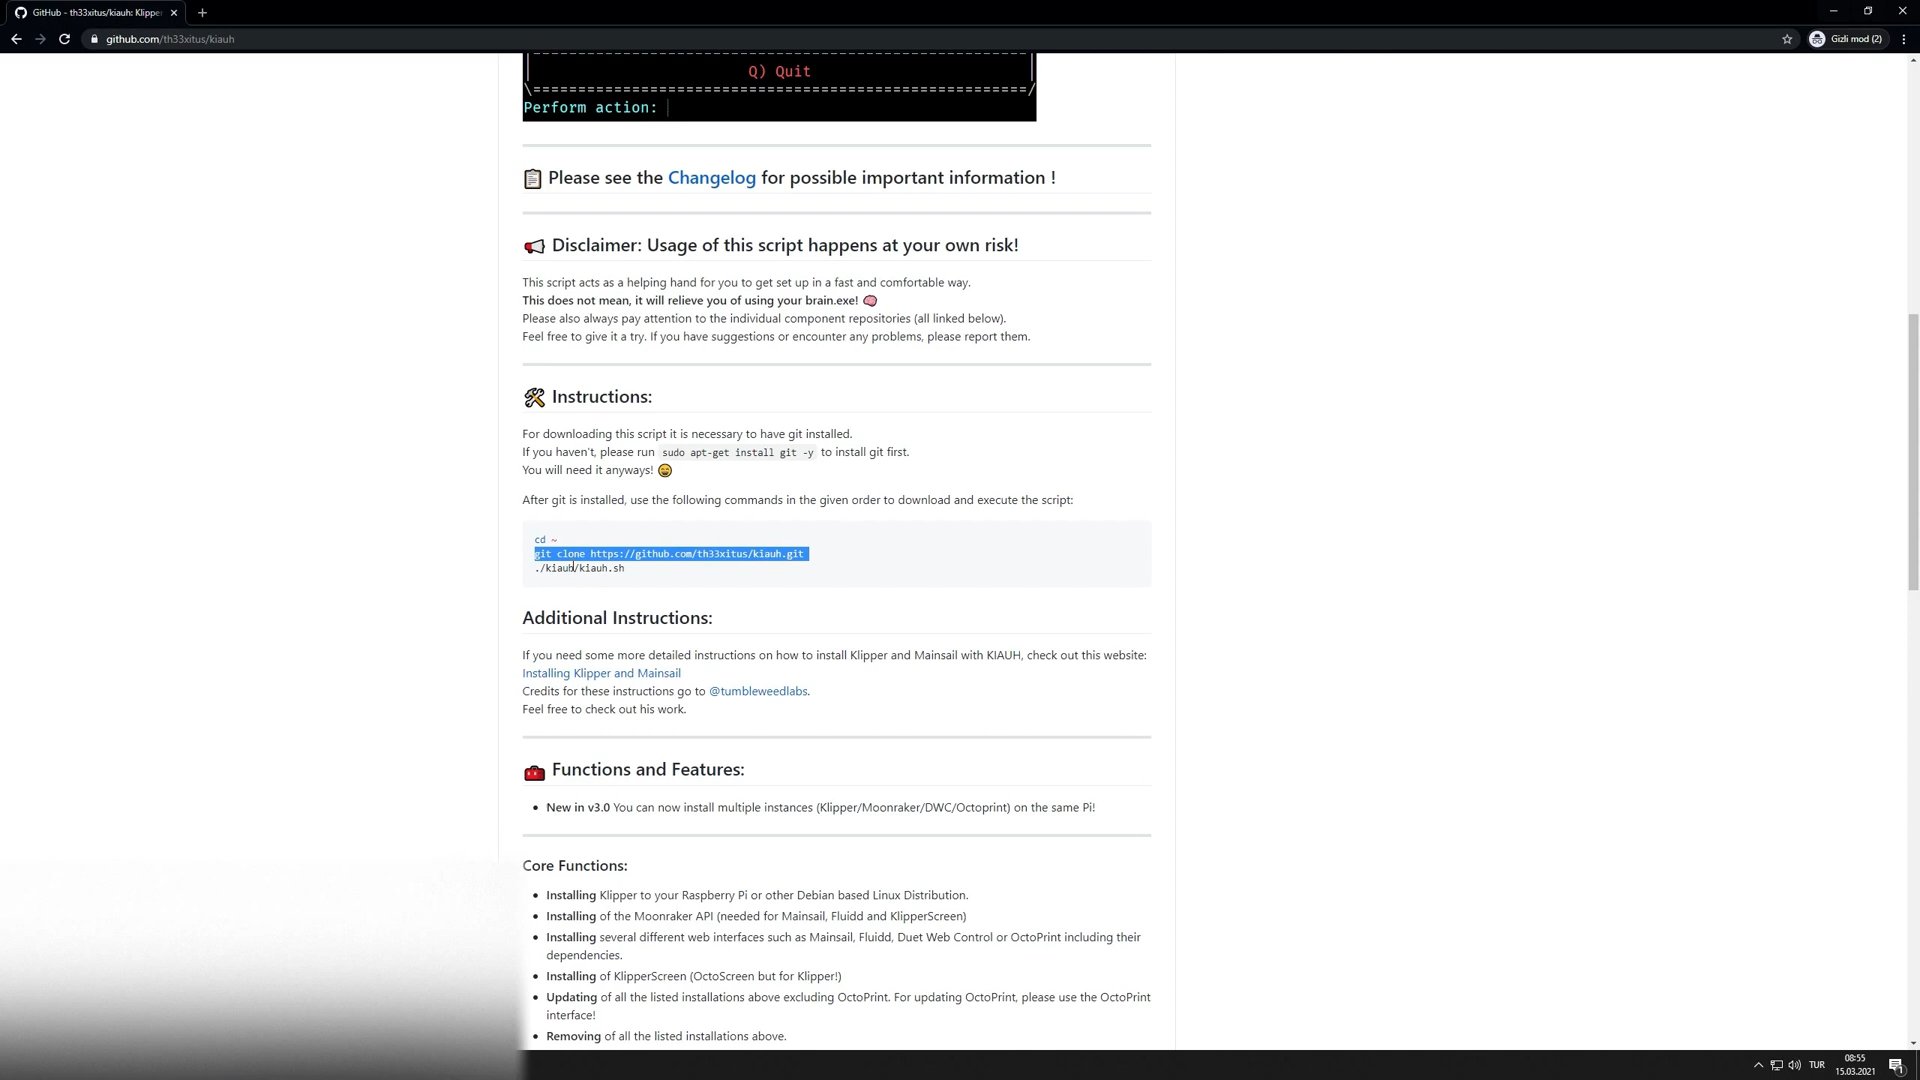 GitHub - th33xitus/kiauh: Klipper
github.com/th33xitus/kiauh
Gizli mod (2)
Q) Quit
\=======================================================/
Perform action:
Please see the Changelog for possible important information !
Disclaimer: Usage of this script happens at your own risk!
This script acts as a helping hand for you to get set up in a fast and comfortable way.
This does not mean, it will relieve you of using your brain.exe!
Please also always pay attention to the individual component repositories (all linked below).
Feel free to give it a try. If you have suggestions or encounter any problems, please report them.
Instructions:
For downloading this script it is necessary to have git installed.
If you haven't, please run sudo apt-get install git -y to install git first.
You will need it anyways!
After git is installed, use the following commands in the given order to download and execute the script:
cd ~
git clone https://github.com/th33xitus/kiauh.git
./kiauh/kiauh.sh
Additional Instructions:
If you need some more detailed instructions on how to install Klipper and Mainsail with KIAUH, check out this website:
Installing Klipper and Mainsail
Credits for these instructions go to @tumbleweedlabs.
Feel free to check out his work.
Functions and Features:
• New in v3.0 You can now install multiple instances (Klipper/Moonraker/DWC/Octoprint) on the same Pi!
Core Functions:
• Installing Klipper to your Raspberry Pi or other Debian based Linux Distribution.
• Installing of the Moonraker API (needed for Mainsail, Fluidd and KlipperScreen)
• Installing several different web interfaces such as Mainsail, Fluidd, Duet Web Control or OctoPrint including their
dependencies.
• Installing of KlipperScreen (OctoScreen but for Klipper!)
• Updating of all the listed installations above excluding OctoPrint. For updating OctoPrint, please use the OctoPrint
interface!
• Removing of all the listed installations above.
TUR
08:55
15.03.2021